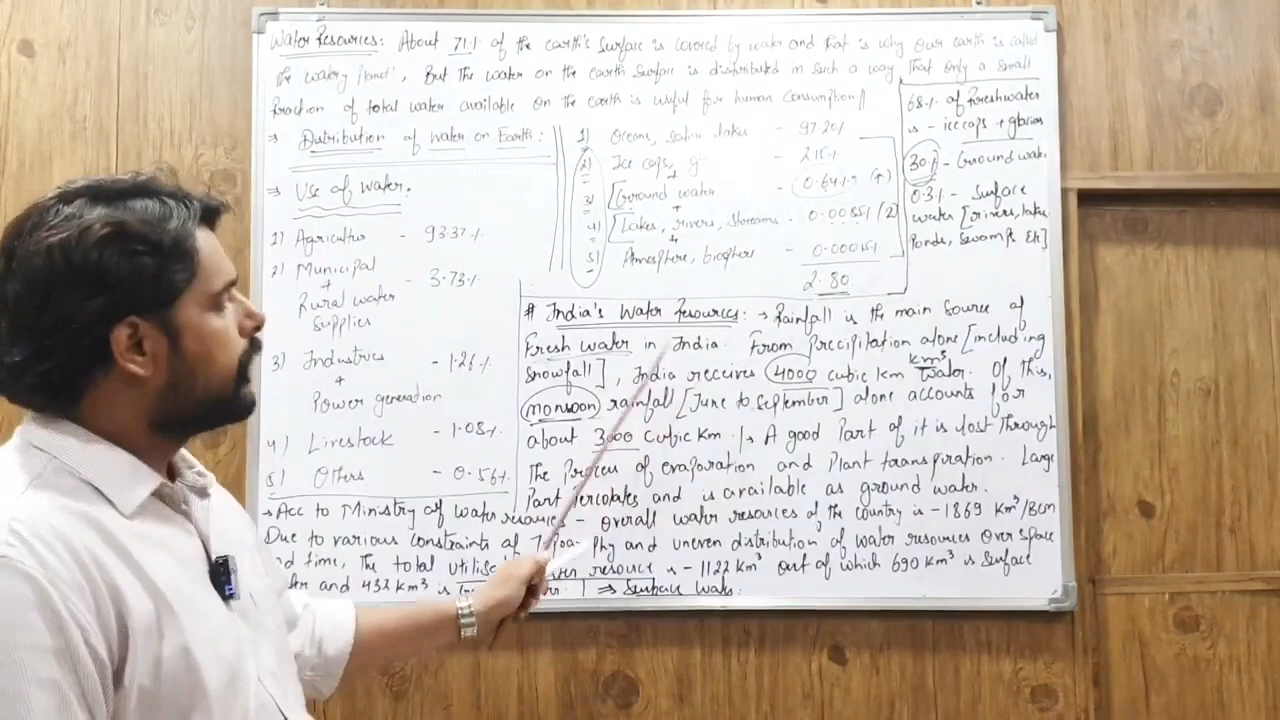 Water Resources: About 71% of the earth's surface is covered by water and that is why our earth is called
the watery planet', But the water on the earth surface is distributed in such a way that only a small
fraction of total water available on the earth is useful for human consumption //
⇒ Distribution of Water on Earth:
1) Oceans, saline lakes - 97.20%
2) Ice caps, g - 2.15%
+
3) [Ground water - 0.64%
+
4) [Lakes, rivers, streams - 0.0085% (2)
+
5) Atmosphere, biosphere - 0.0001%
2.80
68% of freshwater
is - ice caps + glaciers
30% - Ground wate
0.3% - Surface
water [rivers, lakes
Ponds, Swamps Etc]
⇒ Use of Water:
1) Agricultur - 93.37%
2) Municipal
+ - 3.73%
Rural water
supplies
3) Industries - 1.26%
+
Power generation
4) Livestock - 1.08%
5) Others - 0.56%
# India's Water Resources: → Rainfall is the main source of
Fresh water in India. From Precipitation alone [including
snowfall], India receives 4000 cubic km km³ water. Of this,
monsoon rainfall [June to September] alone accounts for
about 3000 cubic km. A good Part of it is lost through
The Process of evaporation and Plant transpiration. Large
Part percolates and is available as ground water.
→ Acc to Ministry of Water resources - overall water resources of the country is - 1869 km³/BCM
Due to various constraints of phy and uneven distribution of water resources over space
nd time, the total utilis resource is - 1122 km³ out of which 690 km³ is surface
and 432 km³ is ⇒ Surface Water.